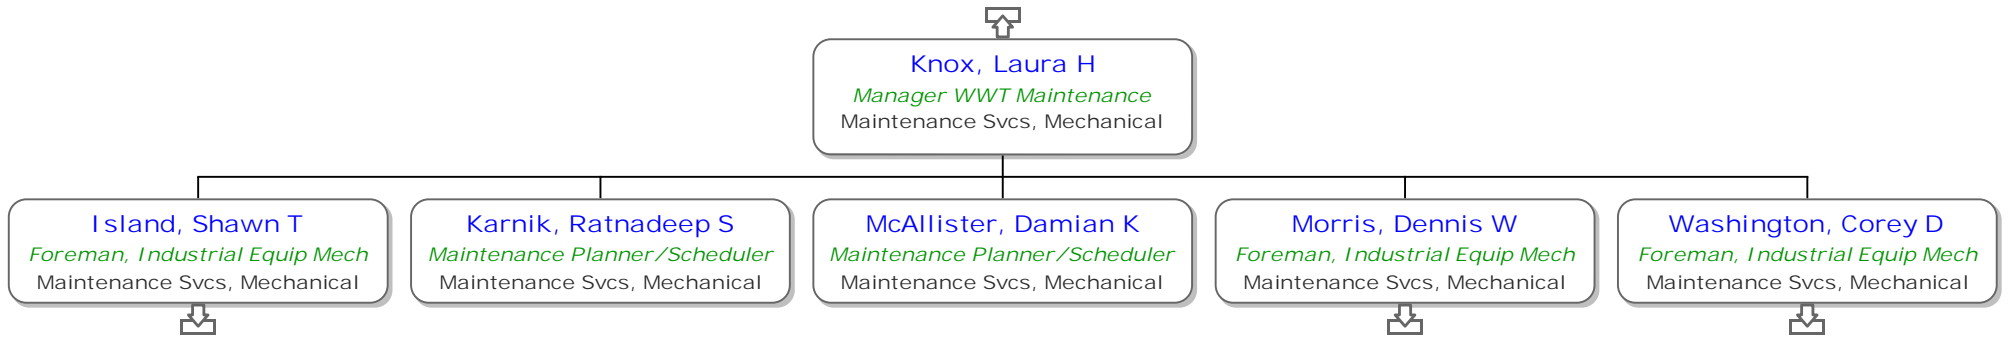 Knox, Laura H
Manager WWT Maintenance
Maintenance Svcs, Mechanical
Island, Shawn T
Foreman, Industrial Equip Mech
Maintenance Svcs, Mechanical
Karnik, Ratnadeep S
Maintenance Planner/Scheduler
Maintenance Svcs, Mechanical
McAllister, Damian K
Maintenance Planner/Scheduler
Maintenance Svcs, Mechanical
Morris, Dennis W
Foreman, Industrial Equip Mech
Maintenance Svcs, Mechanical
Washington, Corey D
Foreman, Industrial Equip Mech
Maintenance Svcs, Mechanical